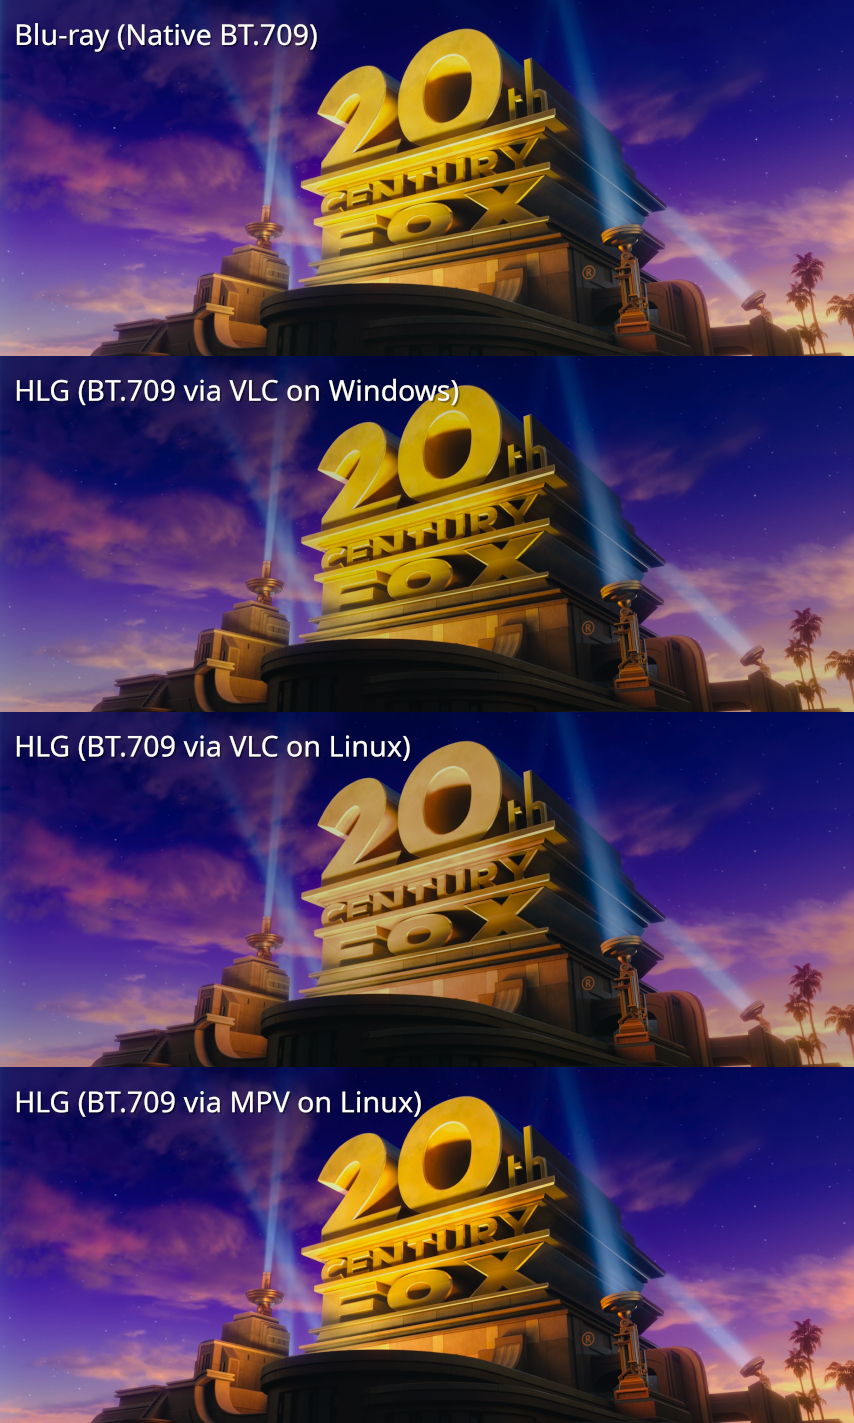 Blu-ray (Native BT.709)
20th
CENTURY
FOX
®
HLG (BT.709 via VLC on Windows)
20th
CENTURY
FOX
®
HLG (BT.709 via VLC on Linux)
20th
CENTURY
FOX
®
HLG (BT.709 via MPV on Linux)
20th
CENTURY
FOX
®